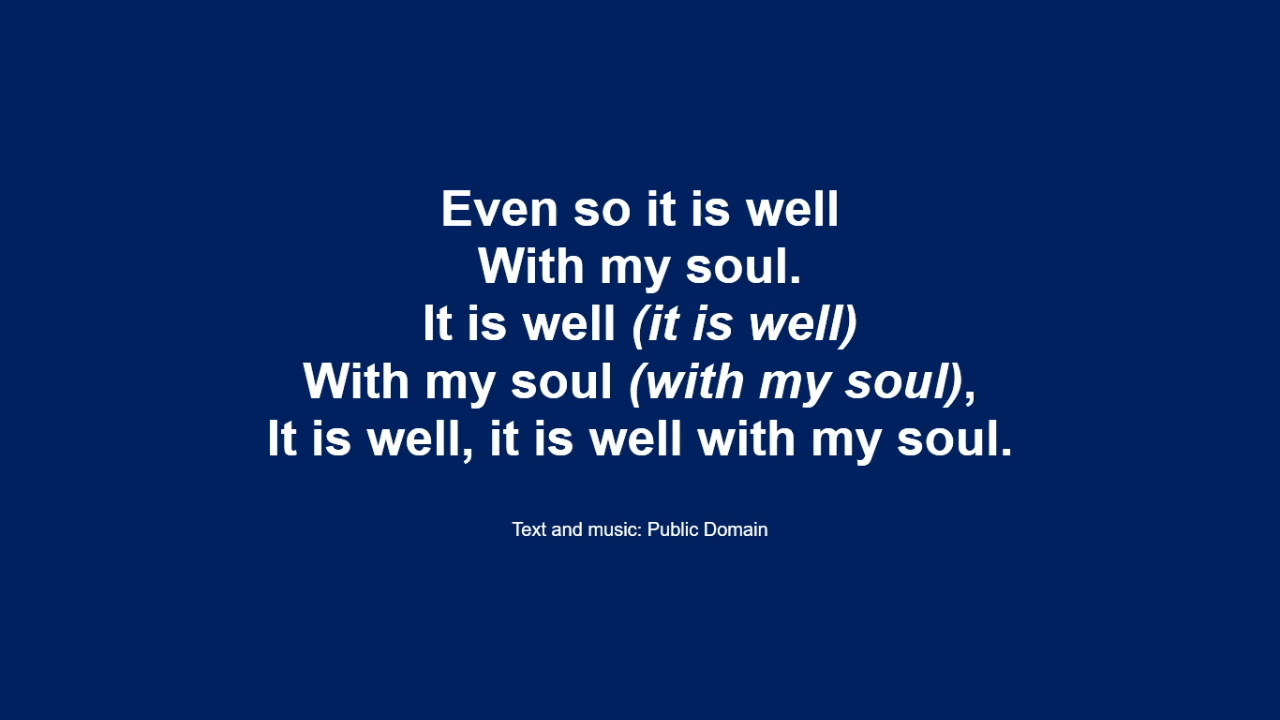 Even so it is well
With my soul.
It is well (it is well)
With my soul (with my soul),
It is well, it is well with my soul.
Text and music: Public Domain